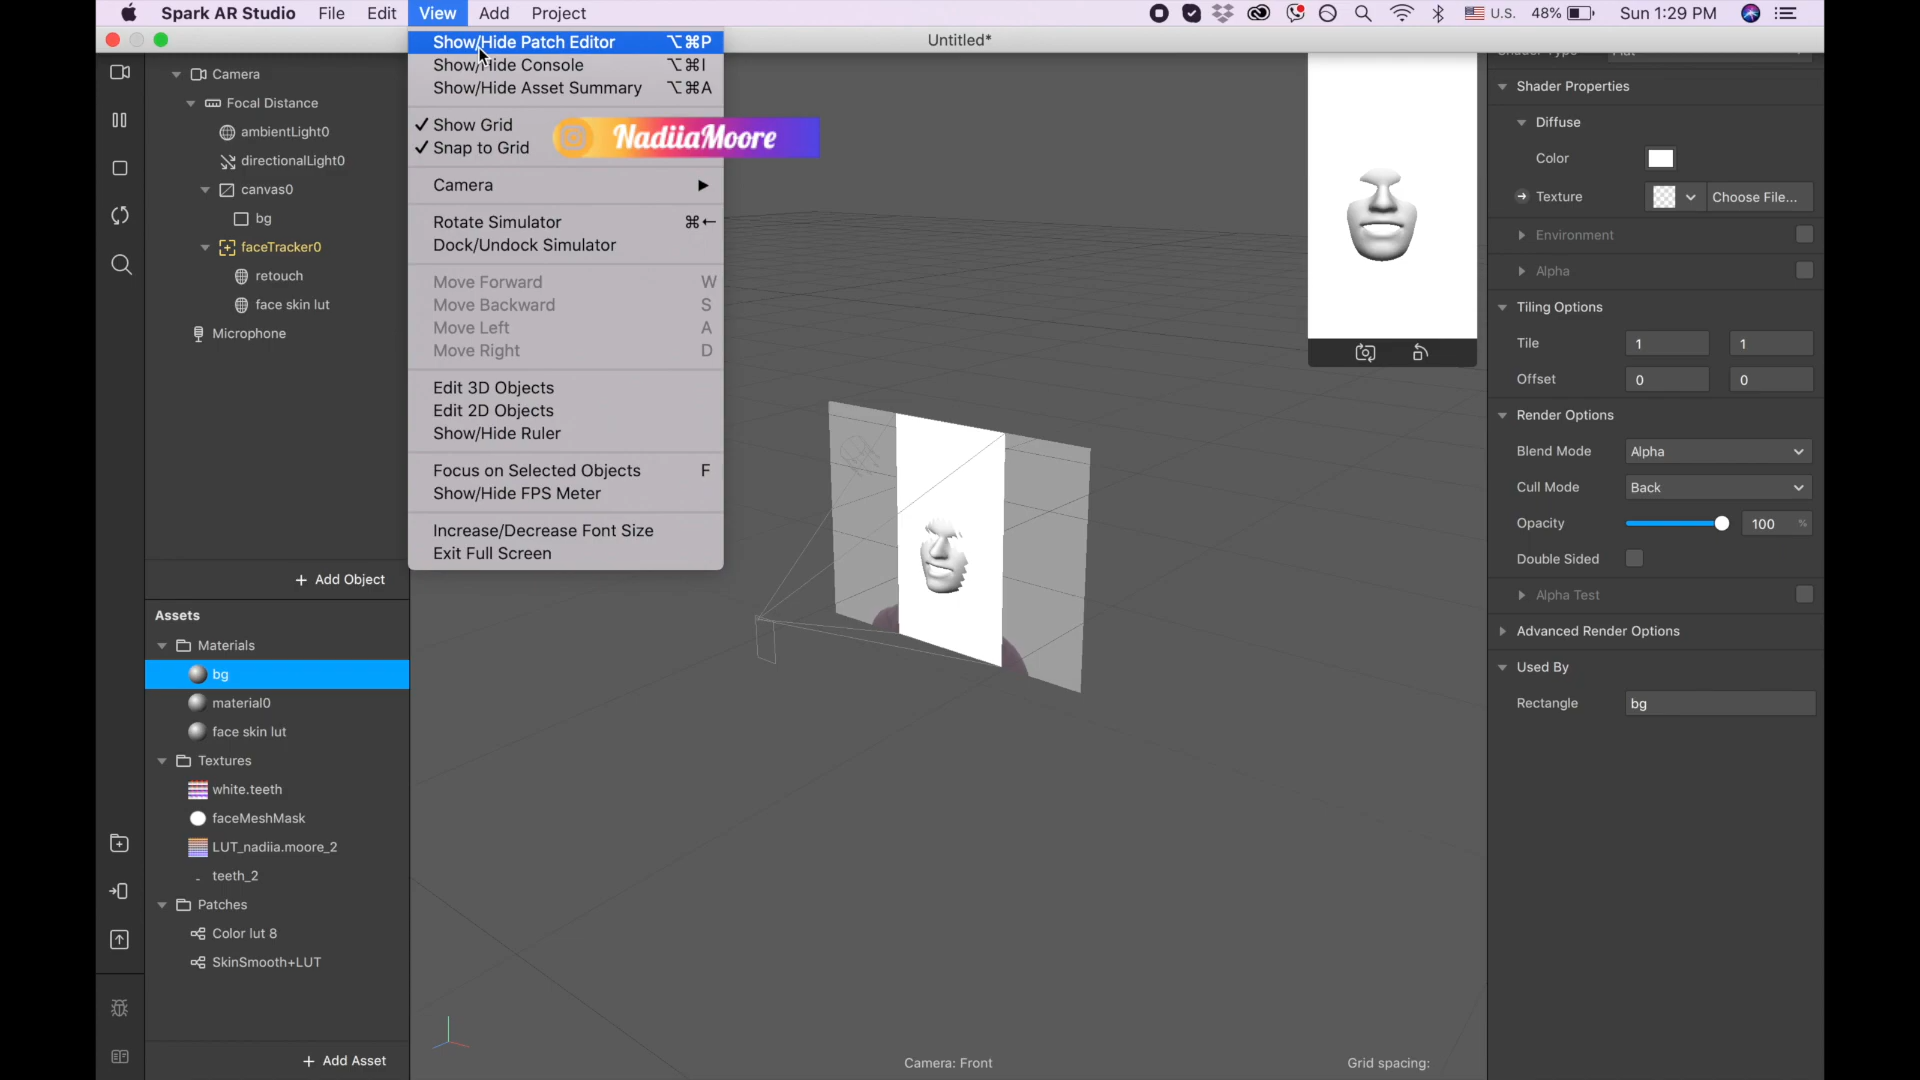 Spark AR Studio File Edit View Add Project U.S. 48% Sun 1:29 PM
Untitled*
Camera
Focal Distance
ambientLight0
directionalLight0
canvas0
bg
faceTracker0
retouch
face skin lut
Microphone
+ Add Object
Assets
Materials
bg
material0
face skin lut
Textures
white.teeth
faceMeshMask
LUT_nadiia.moore_2
teeth_2
Patches
Color lut 8
SkinSmooth+LUT
+ Add Asset
Show/Hide Patch Editor ⌥⌘P
Show/Hide Console ⌥⌘I
Show/Hide Asset Summary ⌥⌘A
✓ Show Grid
✓ Snap to Grid
NadiiaMoore
Camera
Rotate Simulator ⌘←
Dock/Undock Simulator
Move Forward W
Move Backward S
Move Left A
Move Right D
Edit 3D Objects
Edit 2D Objects
Show/Hide Ruler
Focus on Selected Objects F
Show/Hide FPS Meter
Increase/Decrease Font Size
Exit Full Screen
Camera: Front
Grid spacing:
Shader Type Flat
Shader Properties
Diffuse
Color
Texture Choose File...
Environment
Alpha
Tiling Options
Tile 1 1
Offset 0 0
Render Options
Blend Mode Alpha
Cull Mode Back
Opacity 100 %
Double Sided
Alpha Test
Advanced Render Options
Used By
Rectangle bg